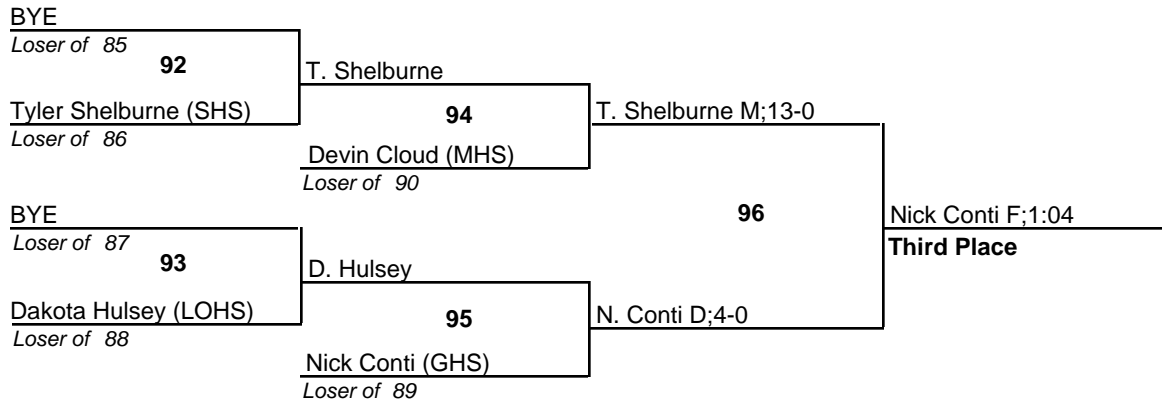 BYE
Loser of 85
92
T. Shelburne
Tyler Shelburne (SHS)
94
T. Shelburne M;13-0
Loser of 86
Devin Cloud (MHS)
Loser of 90
BYE
96
Nick Conti F;1:04
Loser of 87
Third Place
93
D. Hulsey
Dakota Hulsey (LOHS)
95
N. Conti D;4-0
Loser of 88
Nick Conti (GHS)
Loser of 89